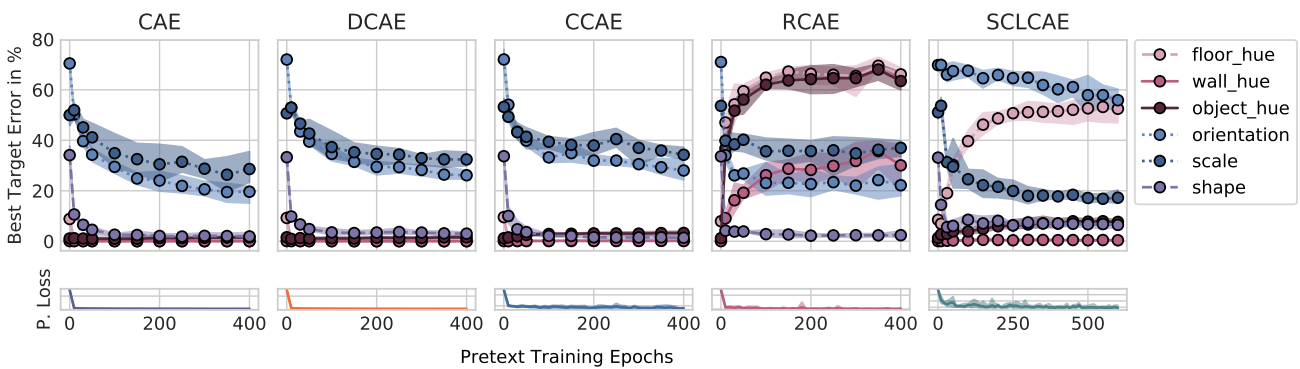 CAE DCAE CCAE RCAE SCLCAE
Best Target Error in %
80
60
40
20
0
floor_hue
wall_hue
object_hue
orientation
scale
shape
P. Loss
0 200 400 0 200 400 0 200 400 0 200 400 0 250 500
Pretext Training Epochs